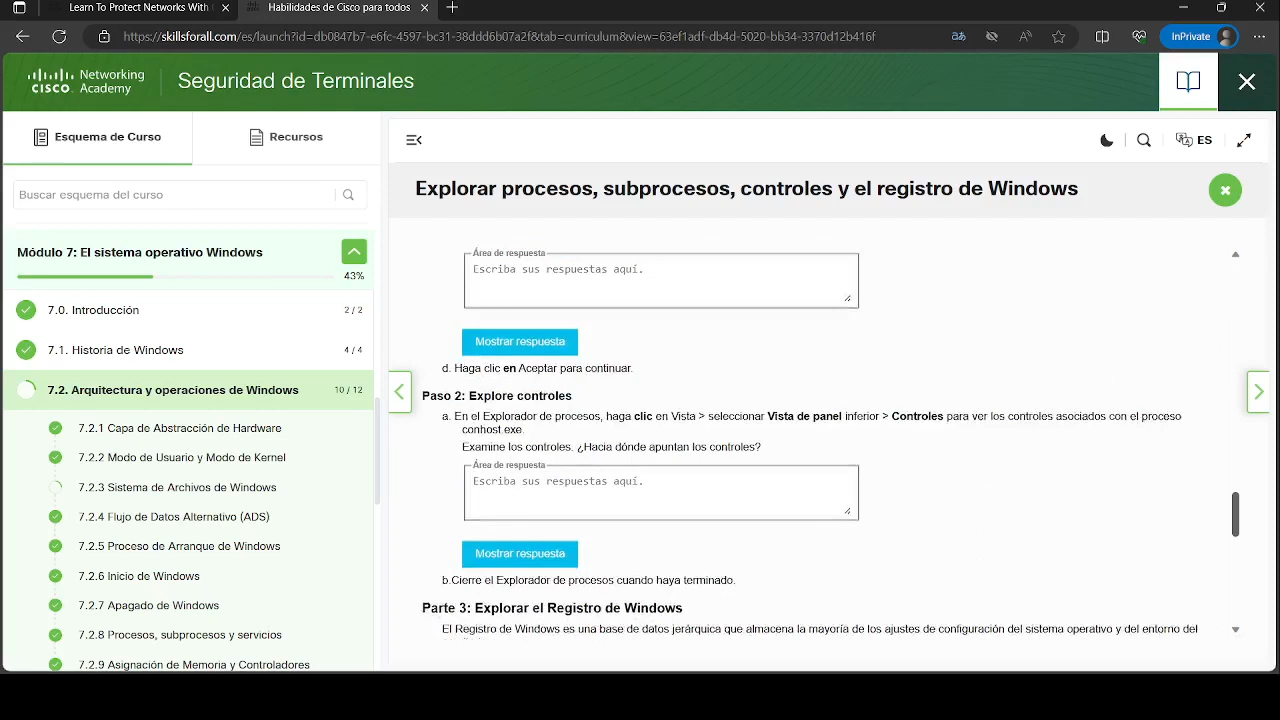 Learn To Protect Networks With
Habilidades de Cisco para todos
https://skillsforall.com/es/launch?id=db0847b7-e6fc-4597-bc31-38ddd6b07a2f&tab=curriculum&view=63ef1adf-db4d-5020-bb34-3370d12b416f
InPrivate
Networking
CISCO Academy
Seguridad de Terminales
Esquema de Curso
Recursos
ES
Buscar esquema del curso
Explorar procesos, subprocesos, controles y el registro de Windows
Módulo 7: El sistema operativo Windows
43%
7.0. Introducción 2 / 2
7.1. Historia de Windows 4 / 4
7.2. Arquitectura y operaciones de Windows 10 / 12
7.2.1 Capa de Abstracción de Hardware
7.2.2 Modo de Usuario y Modo de Kernel
7.2.3 Sistema de Archivos de Windows
7.2.4 Flujo de Datos Alternativo (ADS)
7.2.5 Proceso de Arranque de Windows
7.2.6 Inicio de Windows
7.2.7 Apagado de Windows
7.2.8 Procesos, subprocesos y servicios
7.2.9 Asignación de Memoria y Controladores
Área de respuesta
Escriba sus respuestas aquí.
Mostrar respuesta
d. Haga clic en Aceptar para continuar.
Paso 2: Explore controles
a. En el Explorador de procesos, haga clic en Vista > seleccionar Vista de panel inferior > Controles para ver los controles asociados con el proceso
conhost.exe.
Examine los controles. ¿Hacia dónde apuntan los controles?
Área de respuesta
Escriba sus respuestas aquí.
Mostrar respuesta
b.Cierre el Explorador de procesos cuando haya terminado.
Parte 3: Explorar el Registro de Windows
El Registro de Windows es una base de datos jerárquica que almacena la mayoría de los ajustes de configuración del sistema operativo y del entorno del